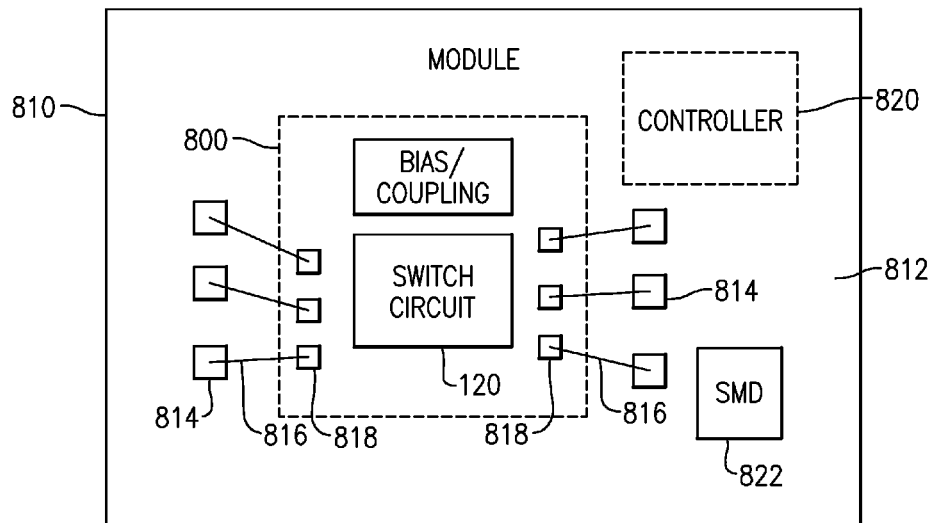 MODULE
810
800
CONTROLLER
820
BIAS/
COUPLING
SWITCH
CIRCUIT
812
814
120
SMD
814
816
818
818
816
822